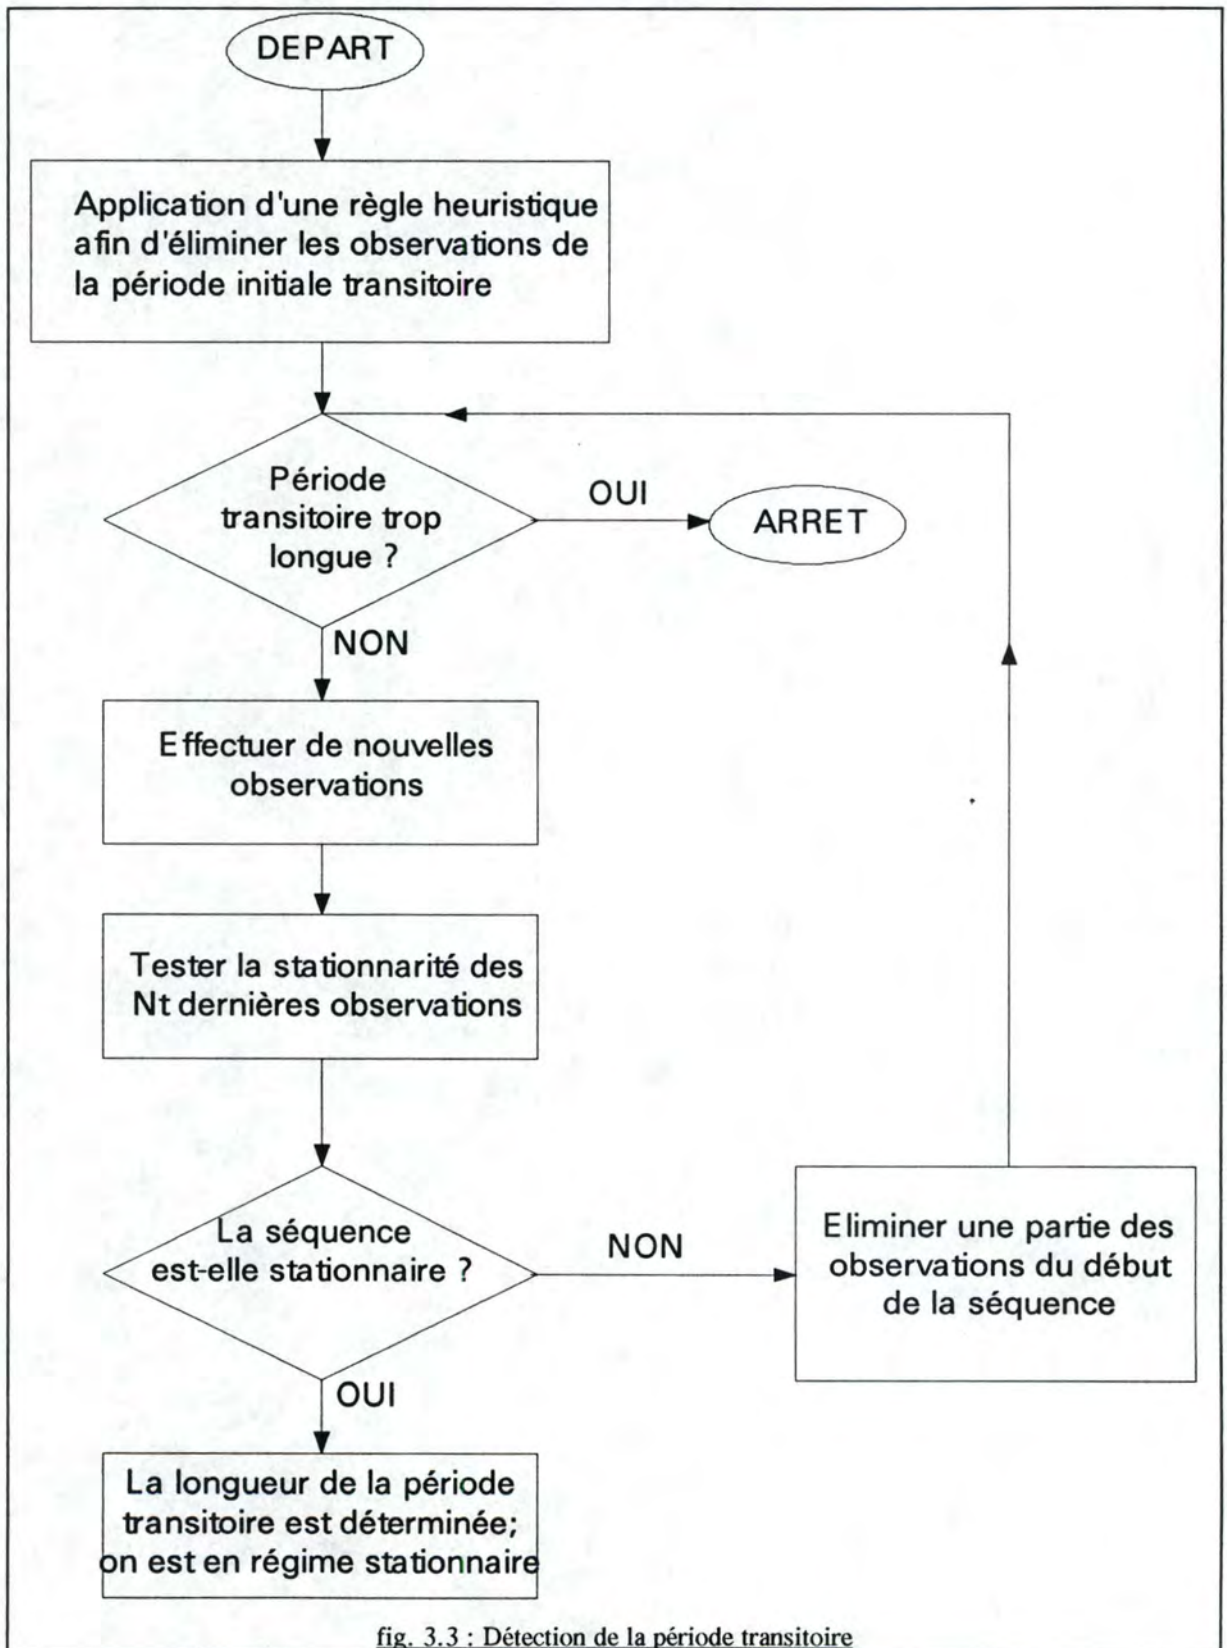 DEPART
Application d'une règle heuristique
afin d'éliminer les observations de
la période initiale transitoire
Période
transitoire trop
longue ?
OUI
ARRET
NON
Effectuer de nouvelles
observations
Tester la stationnarité des
Nt dernières observations
La séquence
est-elle stationnaire ?
NON
Eliminer une partie des
observations du début
de la séquence
OUI
La longueur de la période
transitoire est déterminée;
on est en régime stationnaire
fig. 3.3 : Détection de la période transitoire